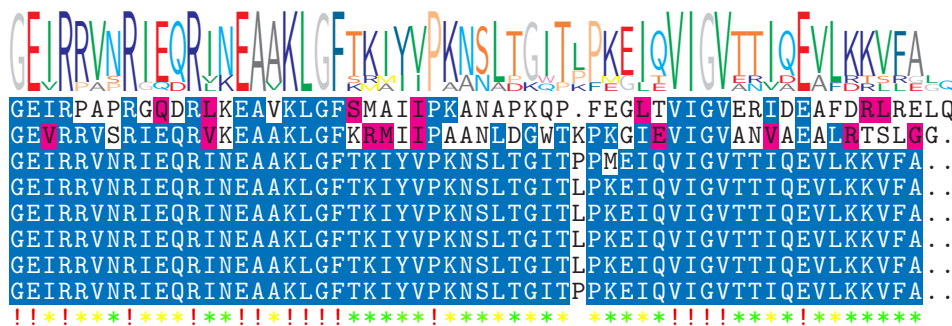 GEIRRVNRIEQRINEAAKLGFTKIYVPKNSLTGITLPKEIQVIGVTTIQEVLKKVFA
GEIRPAPRGQDRLKEAVKLGFSMAIIPKANAPKQP.FEGLTVIGVERIDEAFDRLRELQ
GEVRRVSRIEQRVKEAAKLGFKRMIIPAANLDGWTKPKGIEVIGVANVAEALRTSLGG.
GEIRRVNRIEQRINEAAKLGFTKIYVPKNSLTGITPPMEIQVIGVTTIQEVLKKVFA..
GEIRRVNRIEQRINEAAKLGFTKIYVPKNSLTGITLPKEIQVIGVTTIQEVLKKVFA..
GEIRRVNRIEQRINEAAKLGFTKIYVPKNSLTGITLPKEIQVIGVTTIQEVLKKVFA..
GEIRRVNRIEQRINEAAKLGFTKIYVPKNSLTGITLPKEIQVIGVTTIQEVLKKVFA..
GEIRRVNRIEQRINEAAKLGFTKIYVPKNSLTGITLPKEIQVIGVTTIQEVLKKVFA..
GEIRRVNRIEQRINEAAKLGFTKIYVPKNSLTGITPPKEIQVIGVTTIQEVLKKVFA..
!!*!***!***!**!!*!!!!*****!******** *****!!!!****!*******